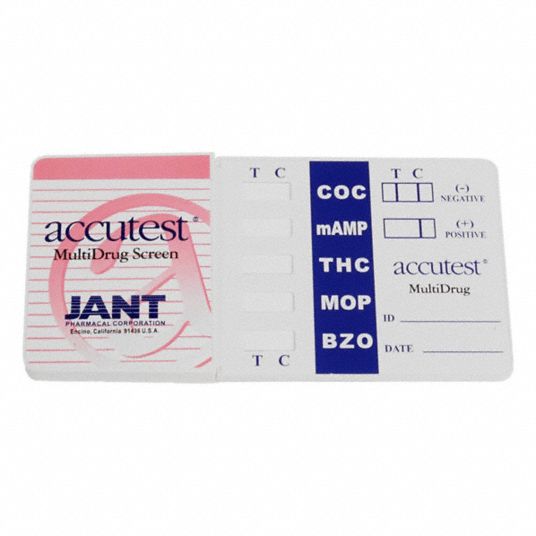 accutest®
MultiDrug Screen
JANT
PHARMACAL CORPORATION
Encino, California 91436 U.S.A.
T C
T C
COC
mAMP
THC
MOP
BZO
T C
(-)
NEGATIVE
(+)
POSITIVE
accutest®
MultiDrug
ID
DATE